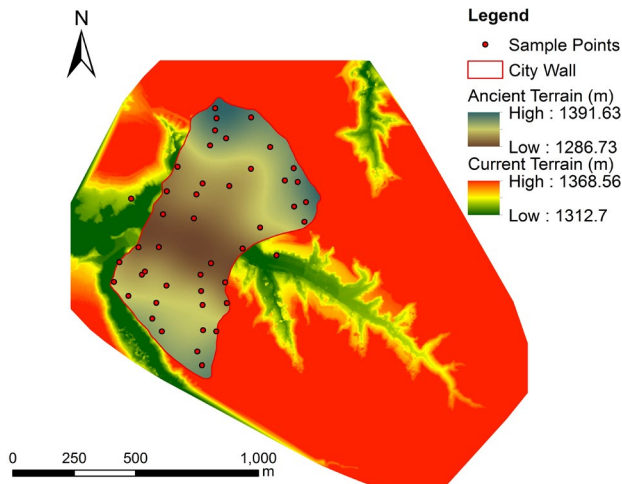 N
Legend
Sample Points
City Wall
Ancient Terrain (m)
High : 1391.63
Low : 1286.73
Current Terrain (m)
High : 1368.56
Low : 1312.7
0 250 500 1,000
m